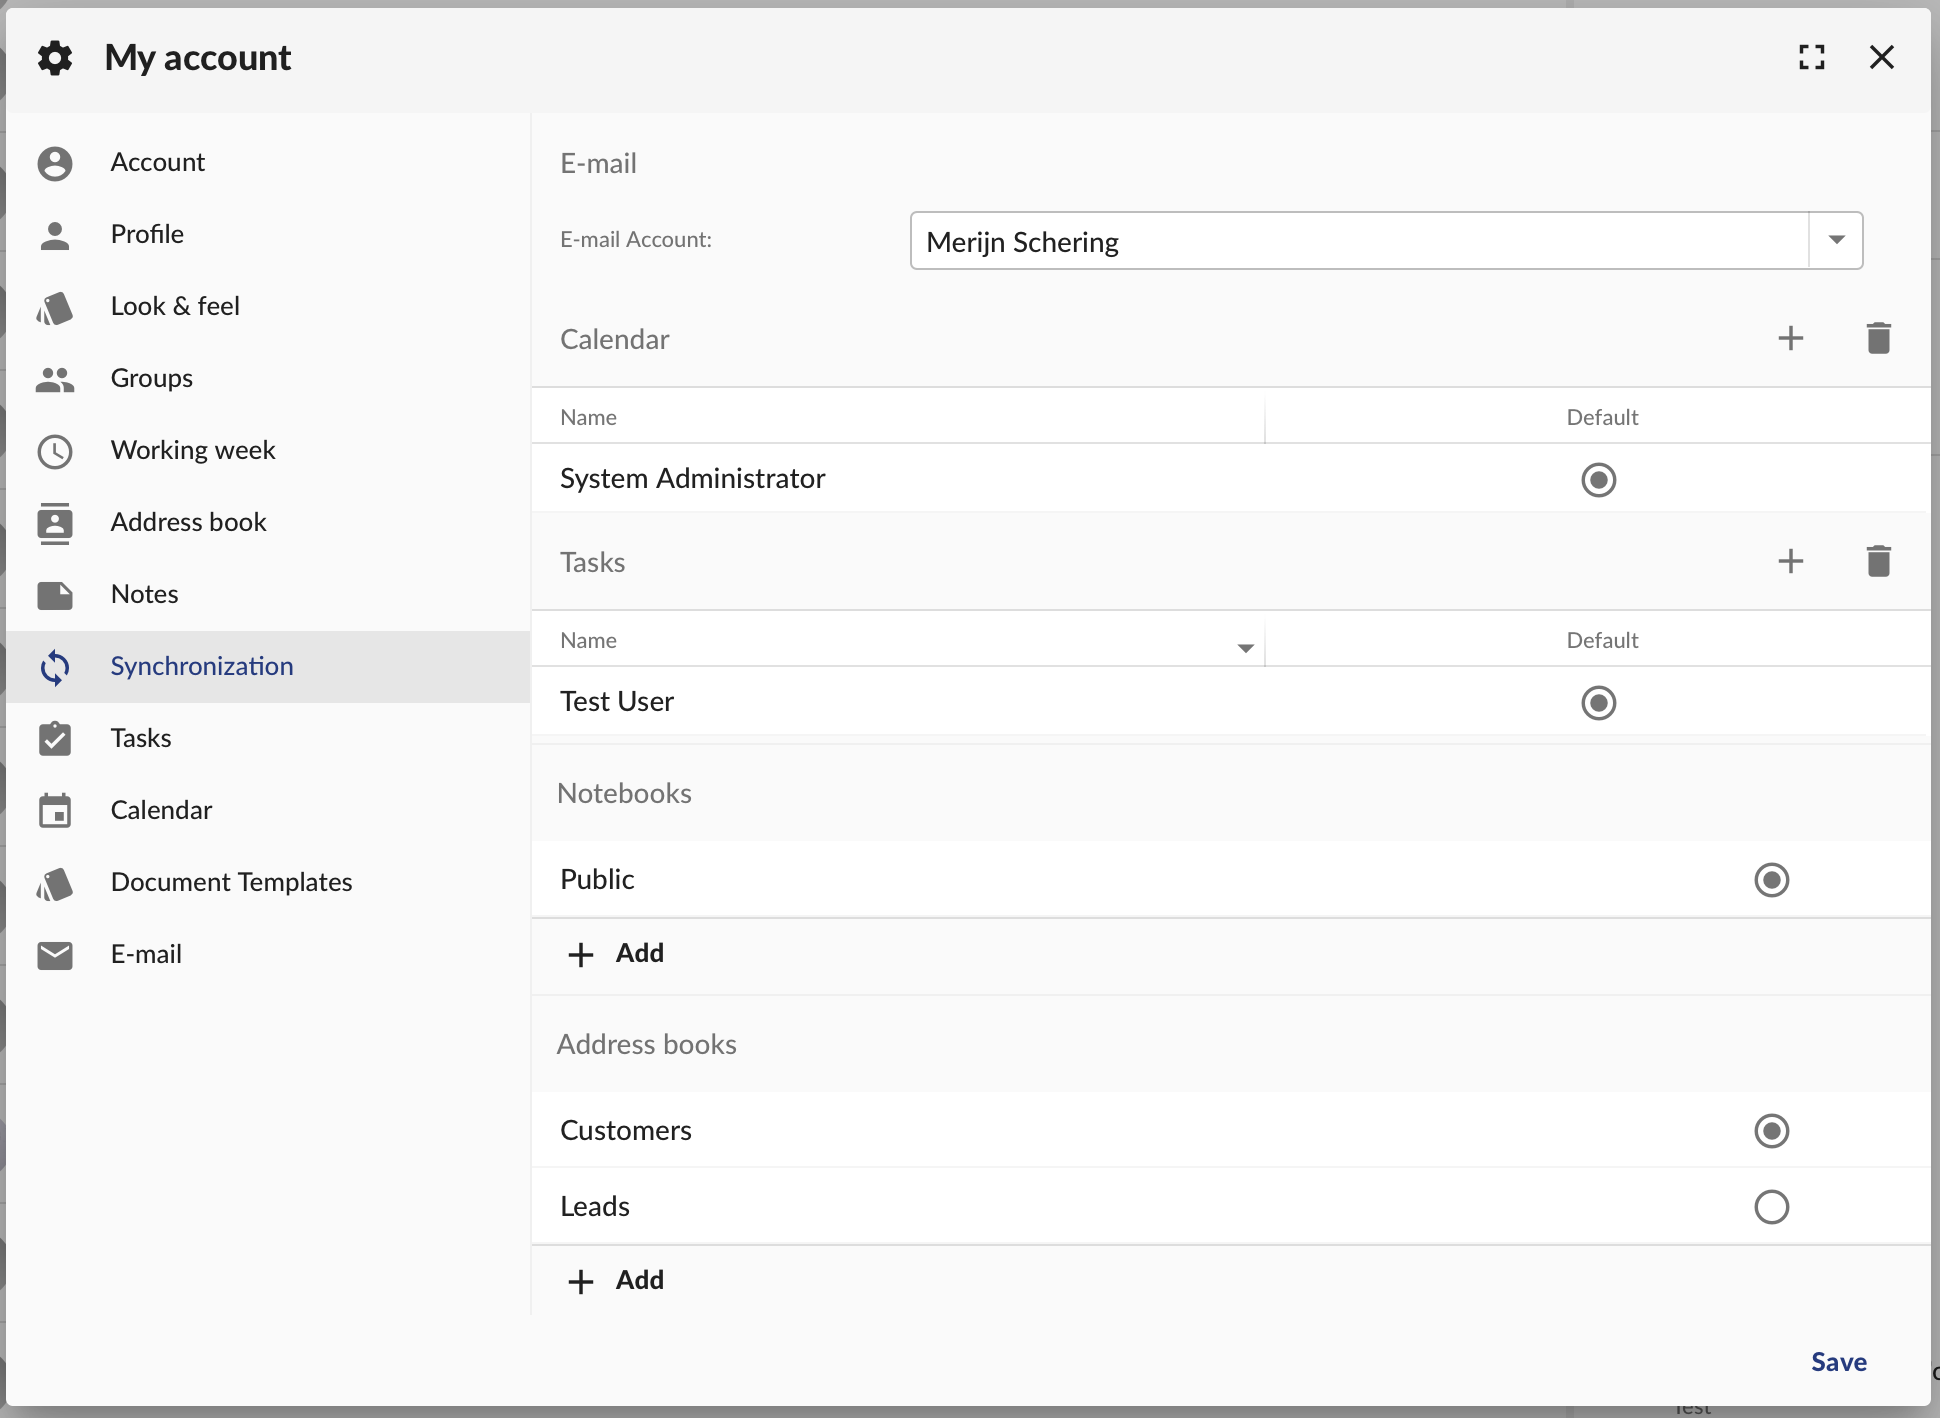 My account
Account
Profile
Look & feel
Groups
Working week
Address book
Notes
Synchronization
Tasks
Calendar
Document Templates
E-mail
E-mail
E-mail Account: Merijn Schering
Calendar
Name Default
System Administrator
Tasks
Name Default
Test User
Notebooks
Public
Add
Address books
Customers
Leads
Add
Save